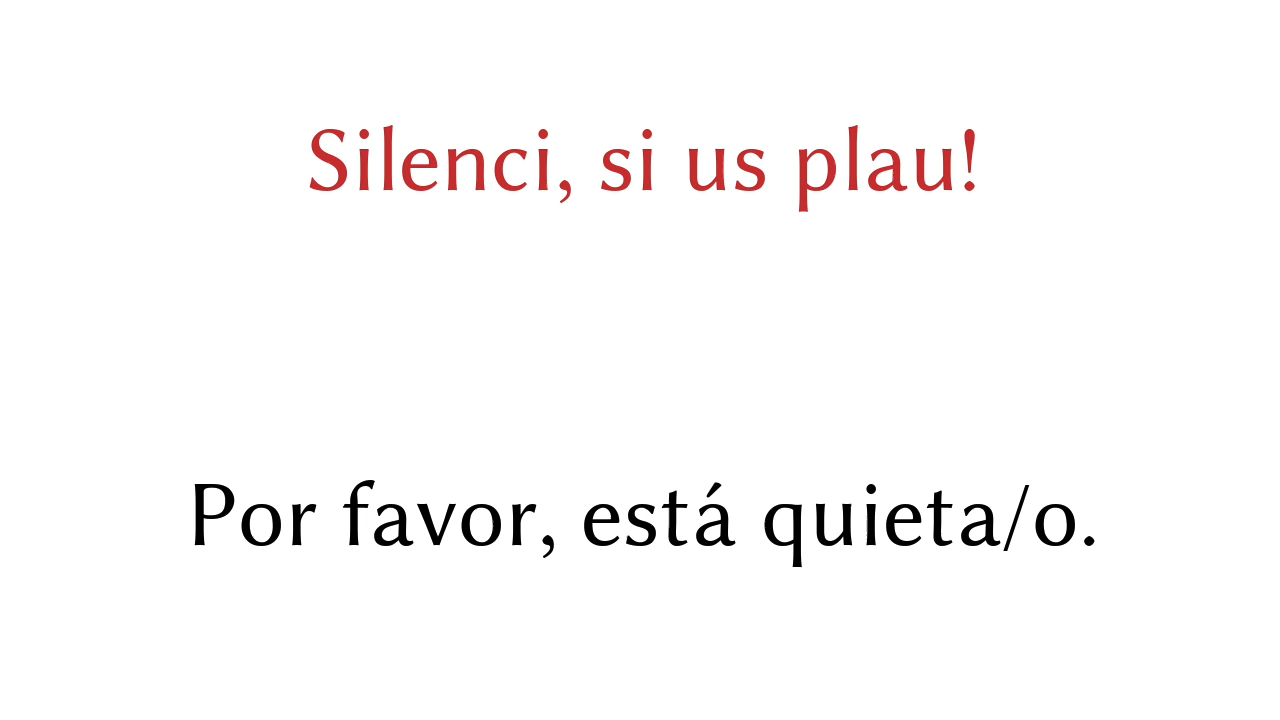 Silenci, si us plau!
Por favor, está quieta/o.